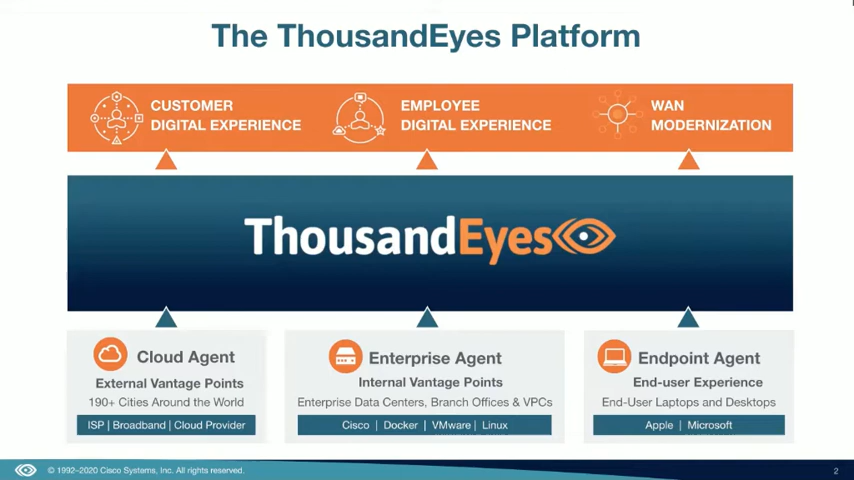 The ThousandEyes Platform
CUSTOMER
DIGITAL EXPERIENCE
EMPLOYEE
DIGITAL EXPERIENCE
WAN
MODERNIZATION
ThousandEyes
Cloud Agent
External Vantage Points
190+ Cities Around the World
ISP | Broadband | Cloud Provider
Enterprise Agent
Internal Vantage Points
Enterprise Data Centers, Branch Offices & VPCs
Cisco | Docker | VMware | Linux
Endpoint Agent
End-user Experience
End-User Laptops and Desktops
Apple | Microsoft
© 1992–2020 Cisco Systems, Inc. All rights reserved.
2